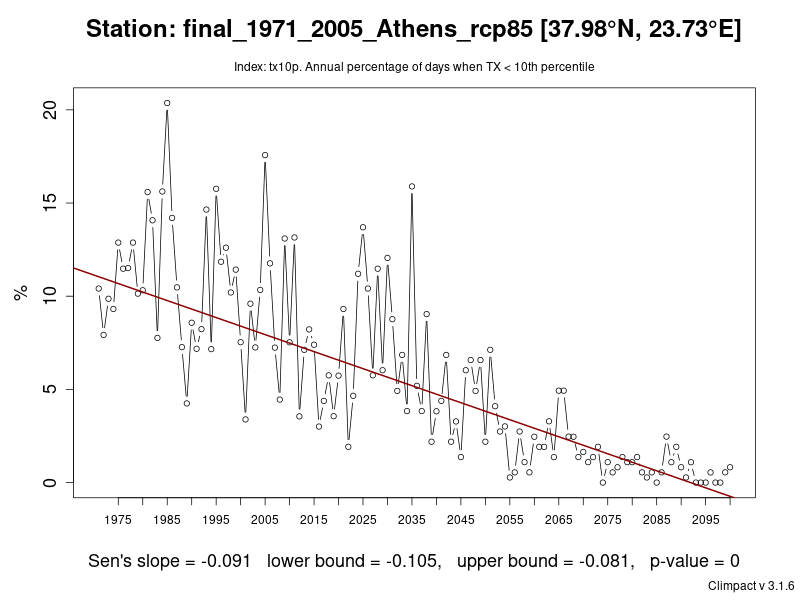 Station: final_1971_2005_Athens_rcp85 [37.98°N, 23.73°E]
Index: tx10p. Annual percentage of days when TX < 10th percentile
20
15
10
5
0
%
1975 1985 1995 2005 2015 2025 2035 2045 2055 2065 2075 2085 2095
Sen's slope = -0.091 lower bound = -0.105, upper bound = -0.081, p-value = 0
Climpact v 3.1.6